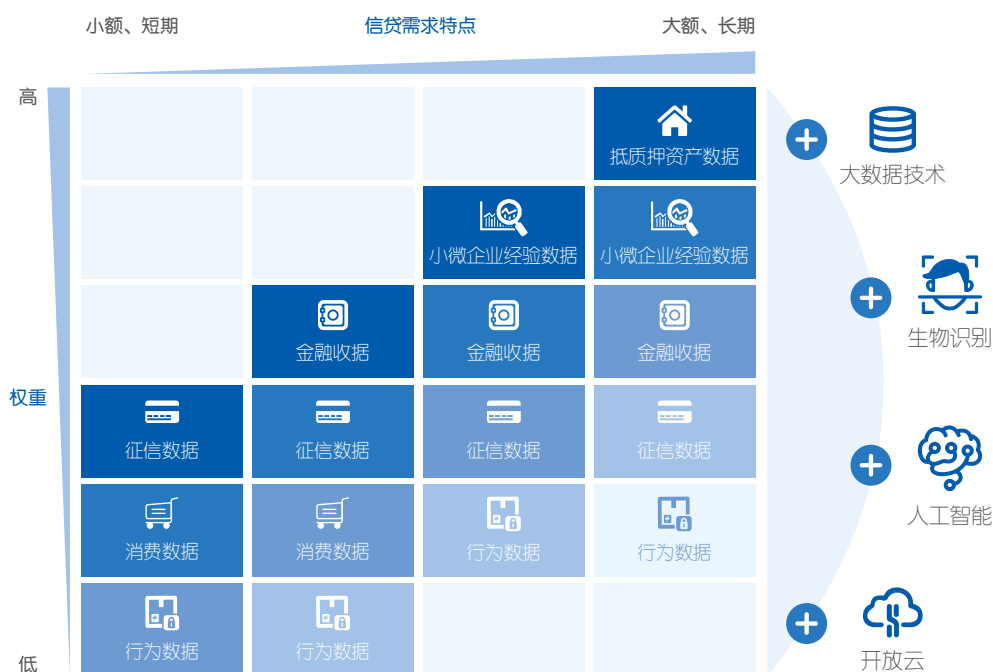 小额、短期
信贷需求特点
大额、长期
高
抵质押资产数据
大数据技术
小微企业经验数据
小微企业经验数据
生物识别
金融收据
金融收据
金融收据
权重
征信数据
征信数据
征信数据
征信数据
人工智能
消费数据
消费数据
行为数据
行为数据
行为数据
行为数据
低
开放云